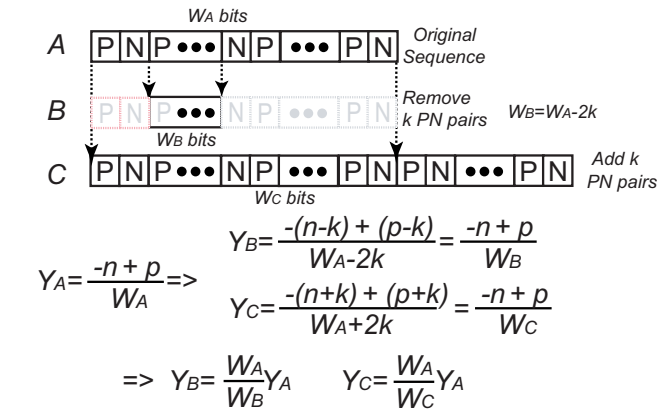 WA bits
A P N P ●●● N P ●●● P N Original Sequence
B P N P ●●● N P ●●● P N Remove k PN pairs WB=WA-2k
WB bits
C P N P ●●● N P ●●● P N P N ●●● P N Add k PN pairs
WC bits
YA= -n + p / WA =>
YB= -(n-k) + (p-k) / WA-2k = -n + p / WB
YC= -(n+k) + (p+k) / WA+2k = -n + p / WC
=> YB= WA / WB YA YC= WA / WC YA